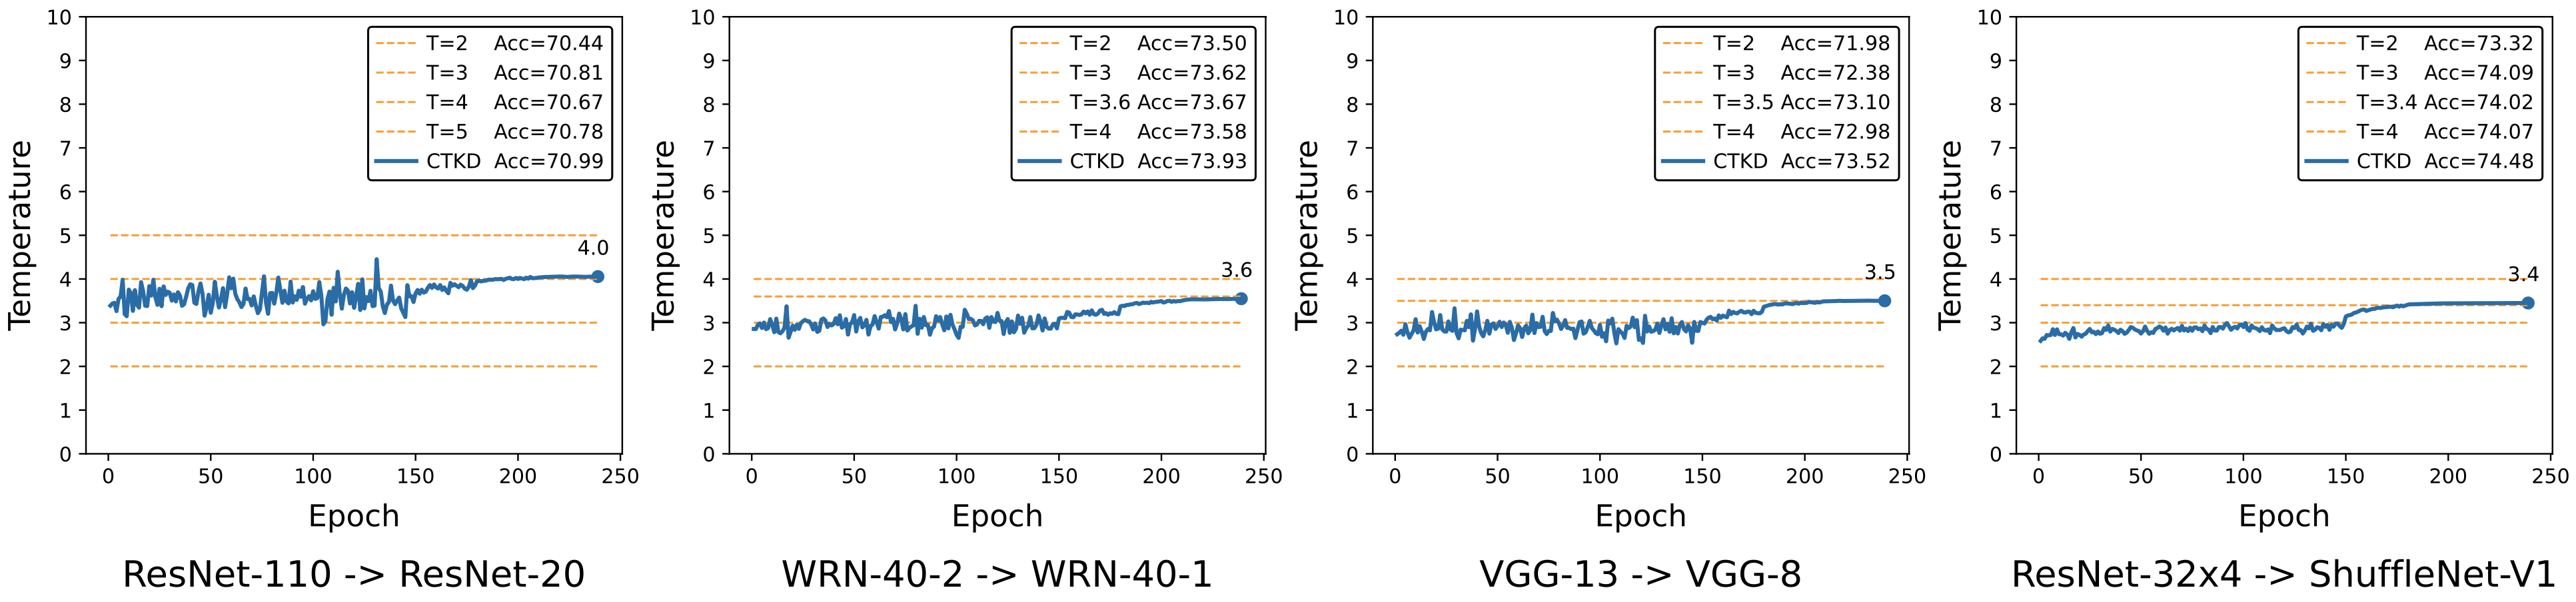 10
9
8
7
6
5
4
3
2
1
0
Temperature
T=2 Acc=70.44
T=3 Acc=70.81
T=4 Acc=70.67
T=5 Acc=70.78
CTKD Acc=70.99
4.0
0 50 100 150 200 250
Epoch
ResNet-110 -> ResNet-20
10
9
8
7
6
5
4
3
2
1
0
Temperature
T=2 Acc=73.50
T=3 Acc=73.62
T=3.6 Acc=73.67
T=4 Acc=73.58
CTKD Acc=73.93
3.6
0 50 100 150 200 250
Epoch
WRN-40-2 -> WRN-40-1
10
9
8
7
6
5
4
3
2
1
0
Temperature
T=2 Acc=71.98
T=3 Acc=72.38
T=3.5 Acc=73.10
T=4 Acc=72.98
CTKD Acc=73.52
3.5
0 50 100 150 200 250
Epoch
VGG-13 -> VGG-8
10
9
8
7
6
5
4
3
2
1
0
Temperature
T=2 Acc=73.32
T=3 Acc=74.09
T=3.4 Acc=74.02
T=4 Acc=74.07
CTKD Acc=74.48
3.4
0 50 100 150 200 250
Epoch
ResNet-32x4 -> ShuffleNet-V1